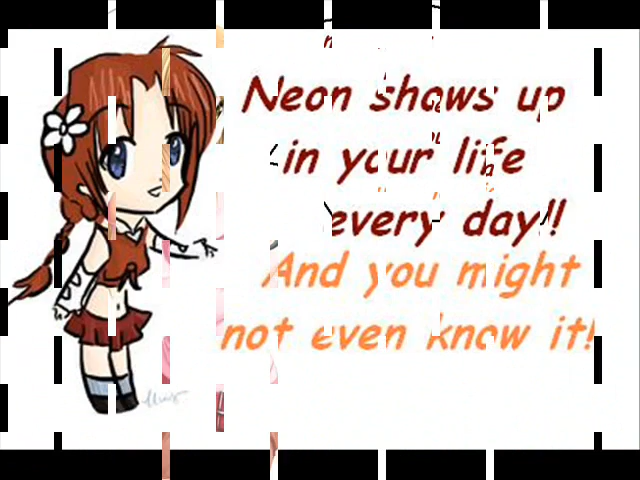 Neon shows up
in your life
every day!!
And you might
not even know it!